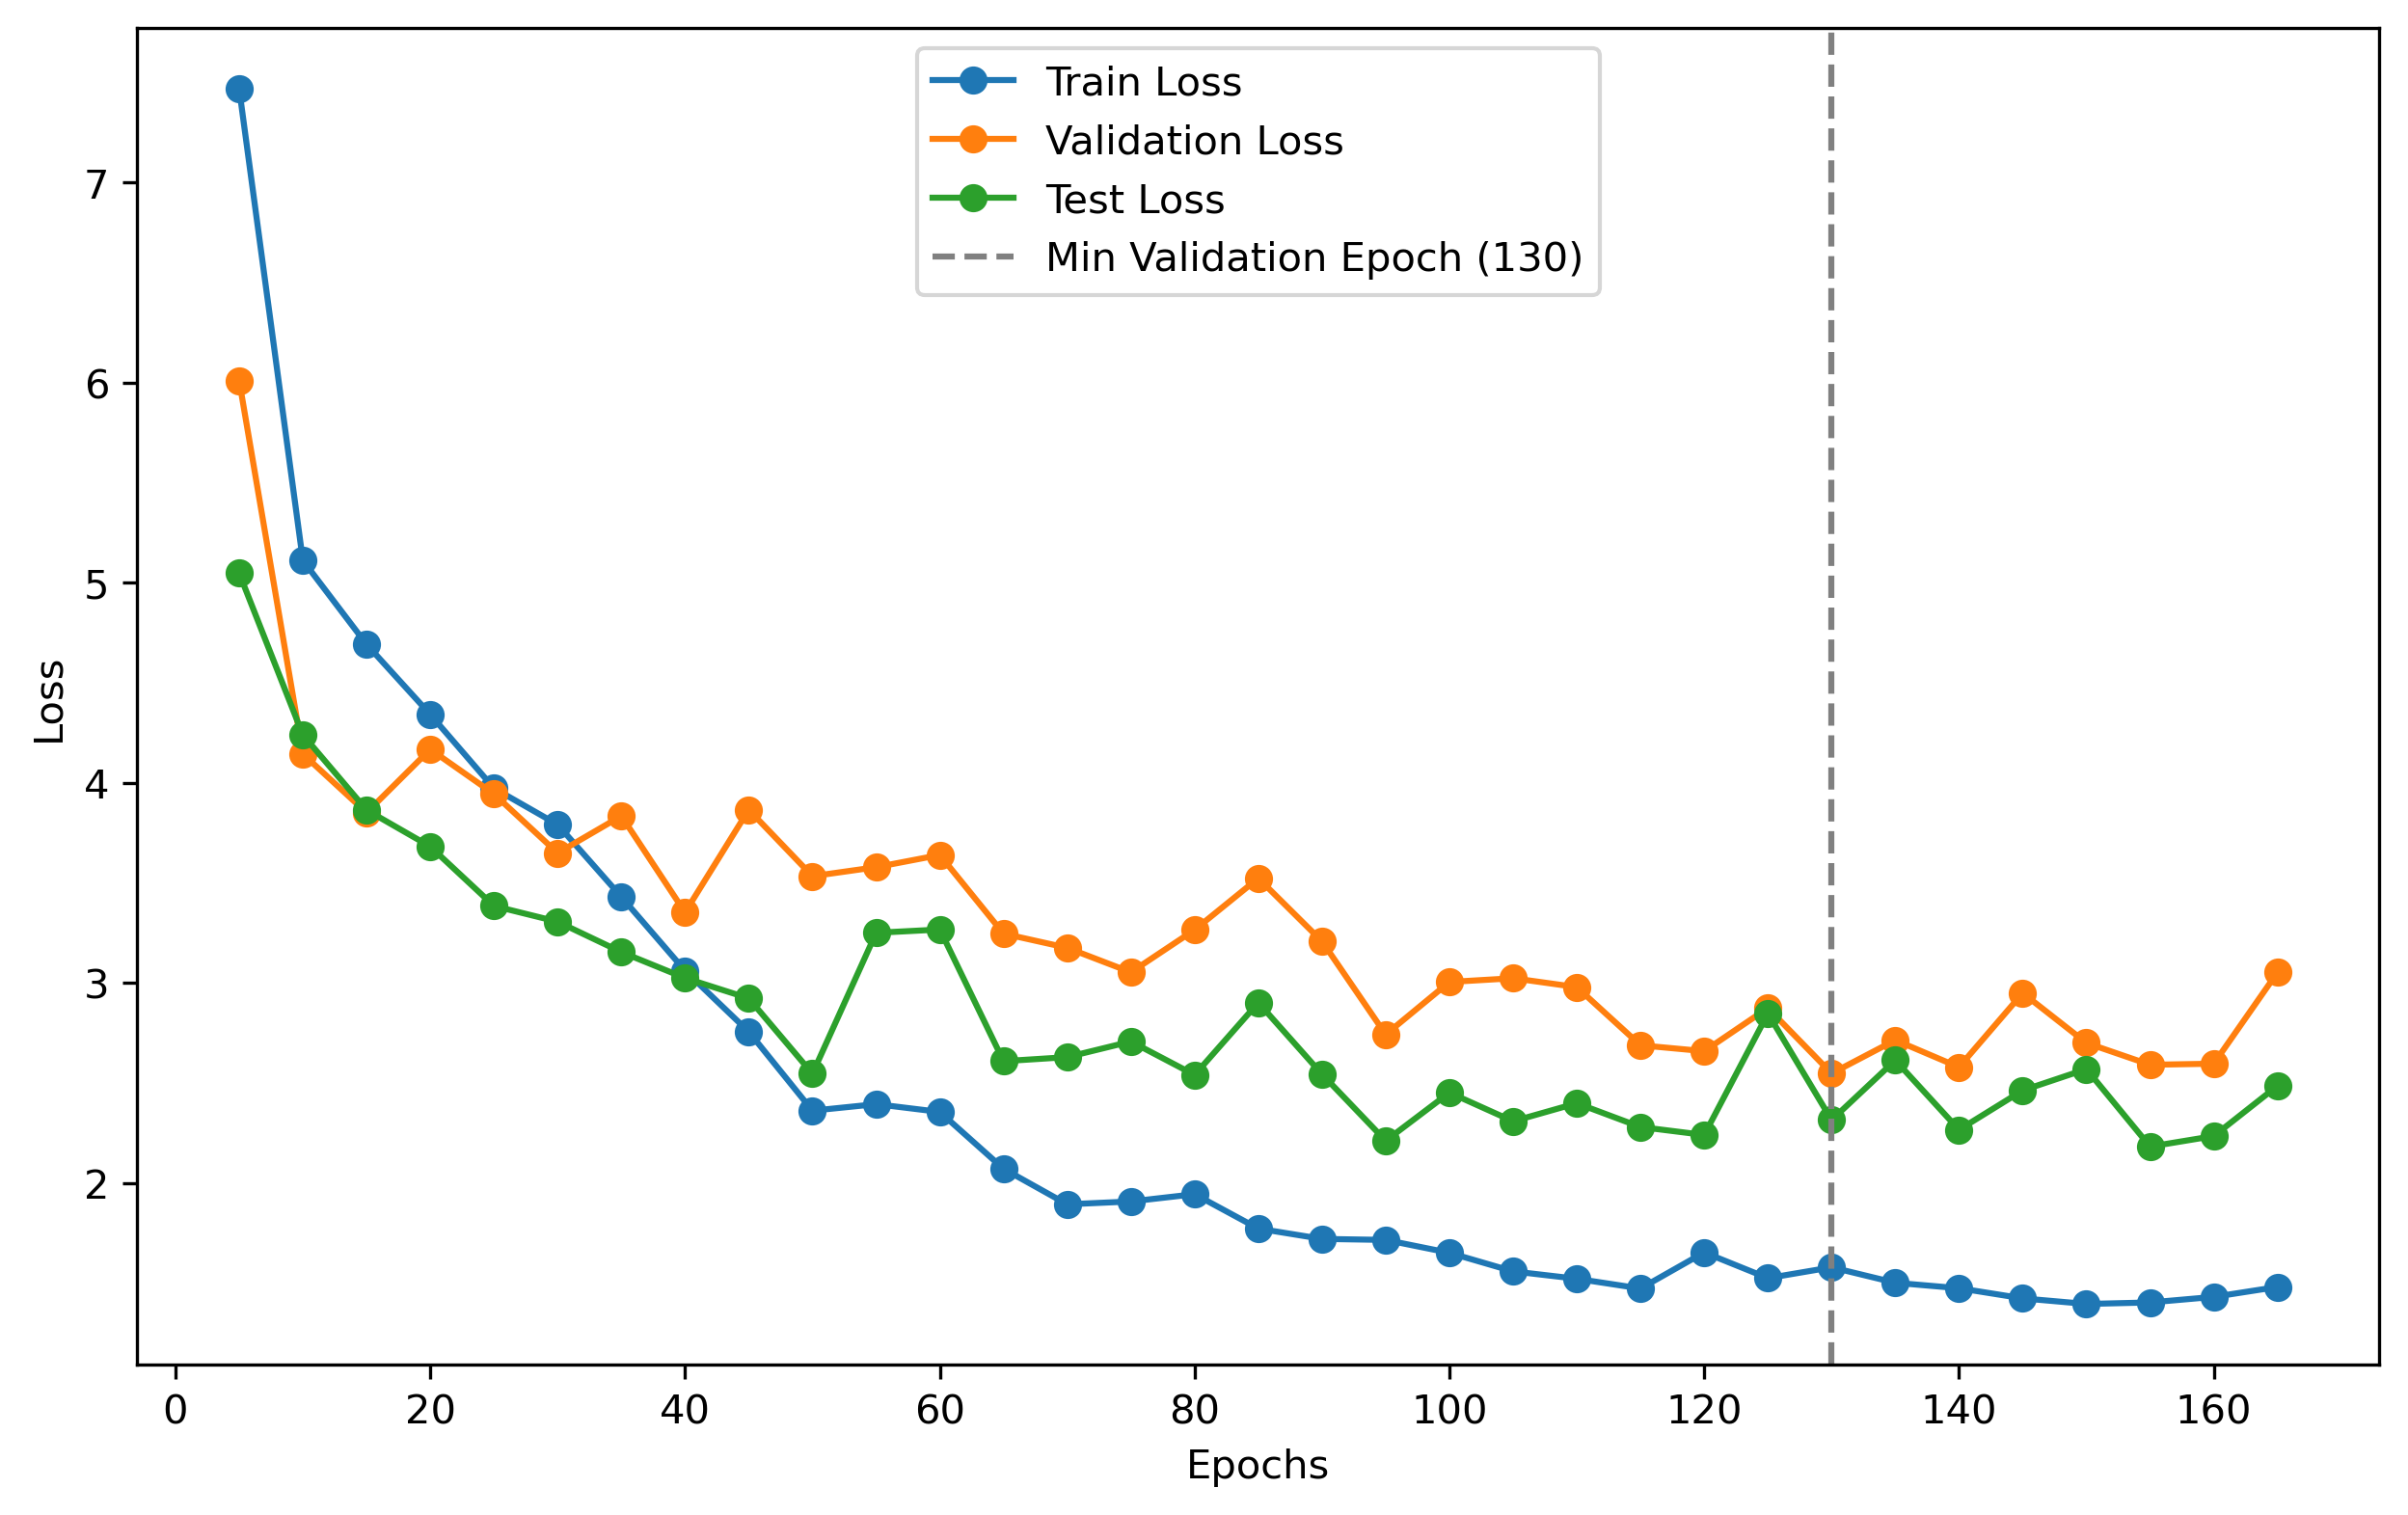 Train Loss
Validation Loss
Test Loss
Min Validation Epoch (130)
7
6
5
4
3
2
Loss
0 20 40 60 80 100 120 140 160
Epochs